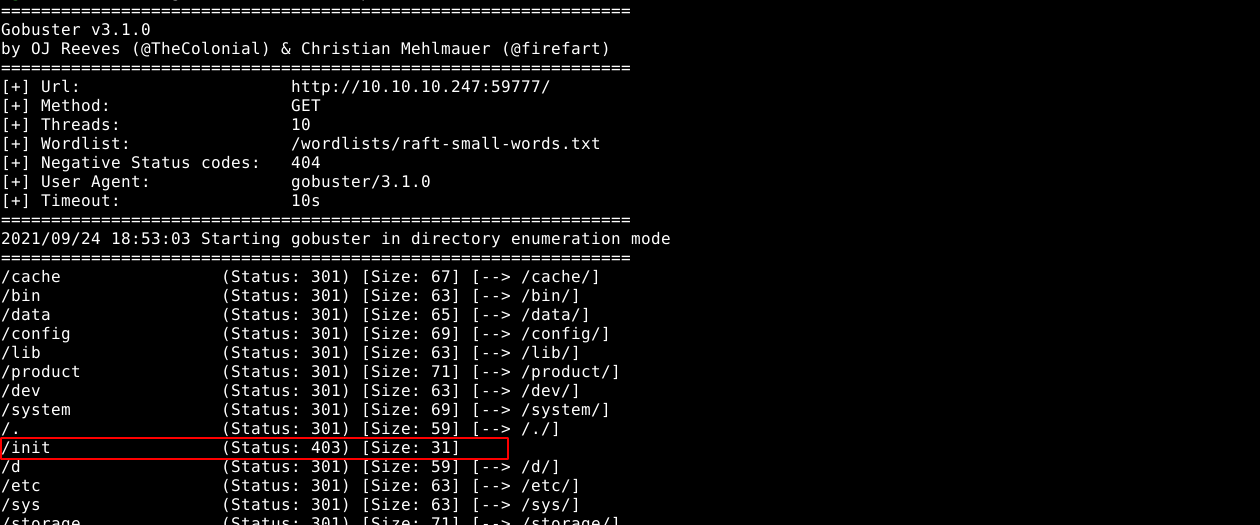 ===============================================================
Gobuster v3.1.0
by OJ Reeves (@TheColonial) & Christian Mehlmauer (@firefart)
===============================================================
[+] Url:                     http://10.10.10.247:59777/
[+] Method:                  GET
[+] Threads:                 10
[+] Wordlist:                /wordlists/raft-small-words.txt
[+] Negative Status codes:   404
[+] User Agent:              gobuster/3.1.0
[+] Timeout:                 10s
===============================================================
2021/09/24 18:53:03 Starting gobuster in directory enumeration mode
===============================================================
/cache                (Status: 301) [Size: 67] [--> /cache/]
/bin                  (Status: 301) [Size: 63] [--> /bin/]
/data                 (Status: 301) [Size: 65] [--> /data/]
/config               (Status: 301) [Size: 69] [--> /config/]
/lib                  (Status: 301) [Size: 63] [--> /lib/]
/product              (Status: 301) [Size: 71] [--> /product/]
/dev                  (Status: 301) [Size: 63] [--> /dev/]
/system               (Status: 301) [Size: 69] [--> /system/]
/.                    (Status: 301) [Size: 59] [--> /./]
/init                 (Status: 403) [Size: 31]
/d                    (Status: 301) [Size: 59] [--> /d/]
/etc                  (Status: 301) [Size: 63] [--> /etc/]
/sys                  (Status: 301) [Size: 63] [--> /sys/]
/storage              (Status: 301) [Size: 71] [--> /storage/]